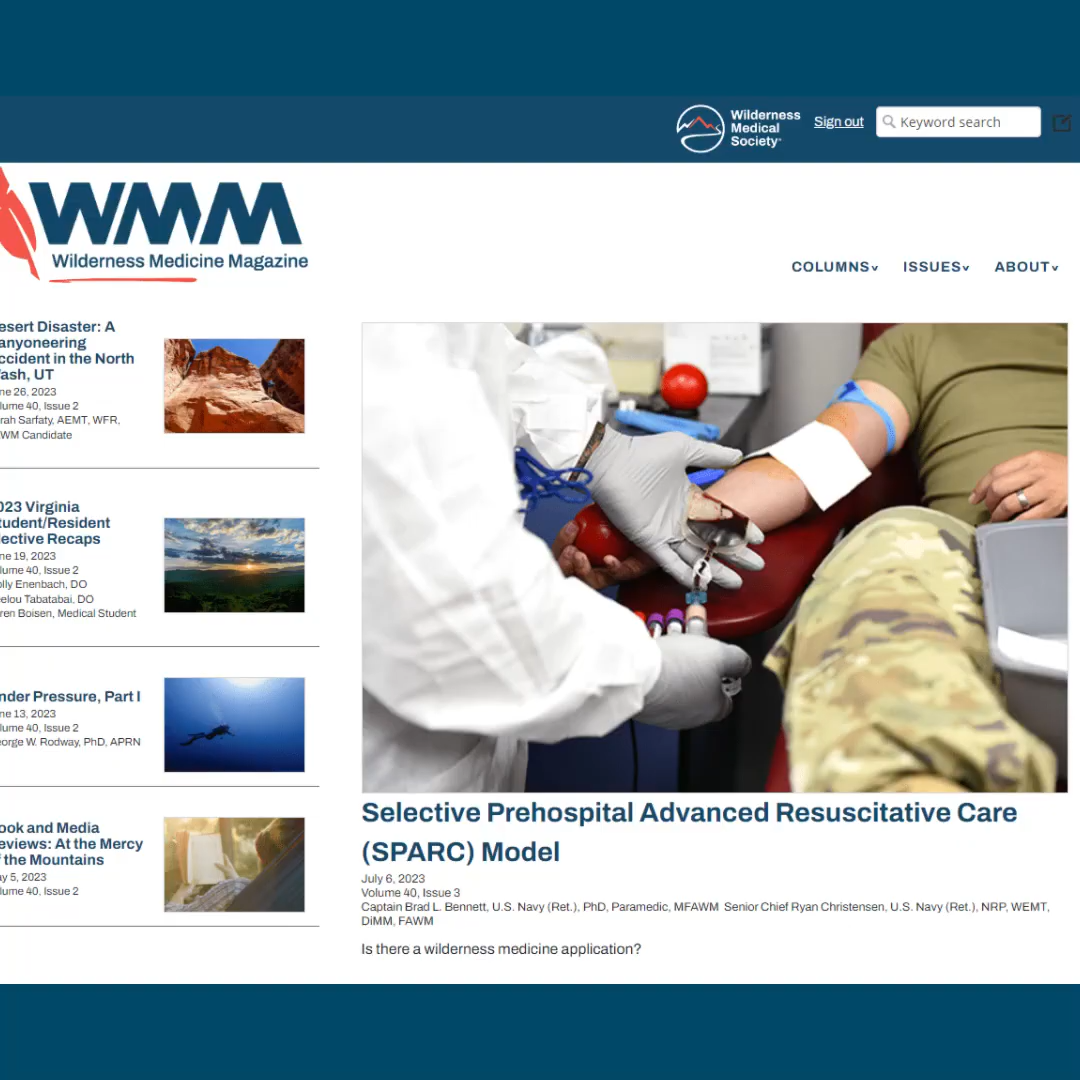 Wilderness
Medical
Society
Sign out
Keyword search
WMM
Wilderness Medicine Magazine
COLUMNS
ISSUES
ABOUT
esert Disaster: A
anyoneering
ccident in the North
ash, UT
ne 26, 2023
lume 40, Issue 2
rah Sarfaty, AEMT, WFR,
WM Candidate
023 Virginia
tudent/Resident
lective Recaps
ne 19, 2023
lume 40, Issue 2
olly Enenbach, DO
elou Tabatabai, DO
ren Boisen, Medical Student
nder Pressure, Part I
ne 13, 2023
lume 40, Issue 2
orge W. Rodway, PhD, APRN
ook and Media
eviews: At the Mercy
f the Mountains
ay 5, 2023
lume 40, Issue 2
Selective Prehospital Advanced Resuscitative Care
(SPARC) Model
July 6, 2023
Volume 40, Issue 3
Captain Brad L. Bennett, U.S. Navy (Ret.), PhD, Paramedic, MFAWM Senior Chief Ryan Christensen, U.S. Navy (Ret.), NRP, WEMT,
DiMM, FAWM
Is there a wilderness medicine application?